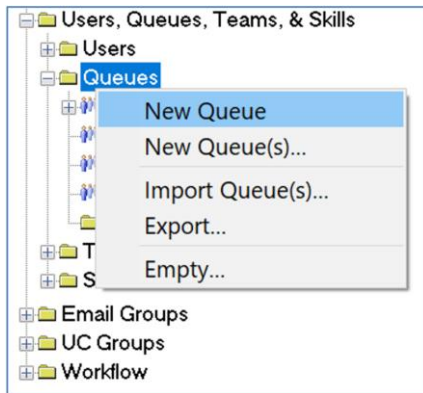 Users, Queues, Teams, & Skills
Users
Queues
New Queue
New Queue(s)...
Import Queue(s)...
Export...
Empty...
T
S
Email Groups
UC Groups
Workflow